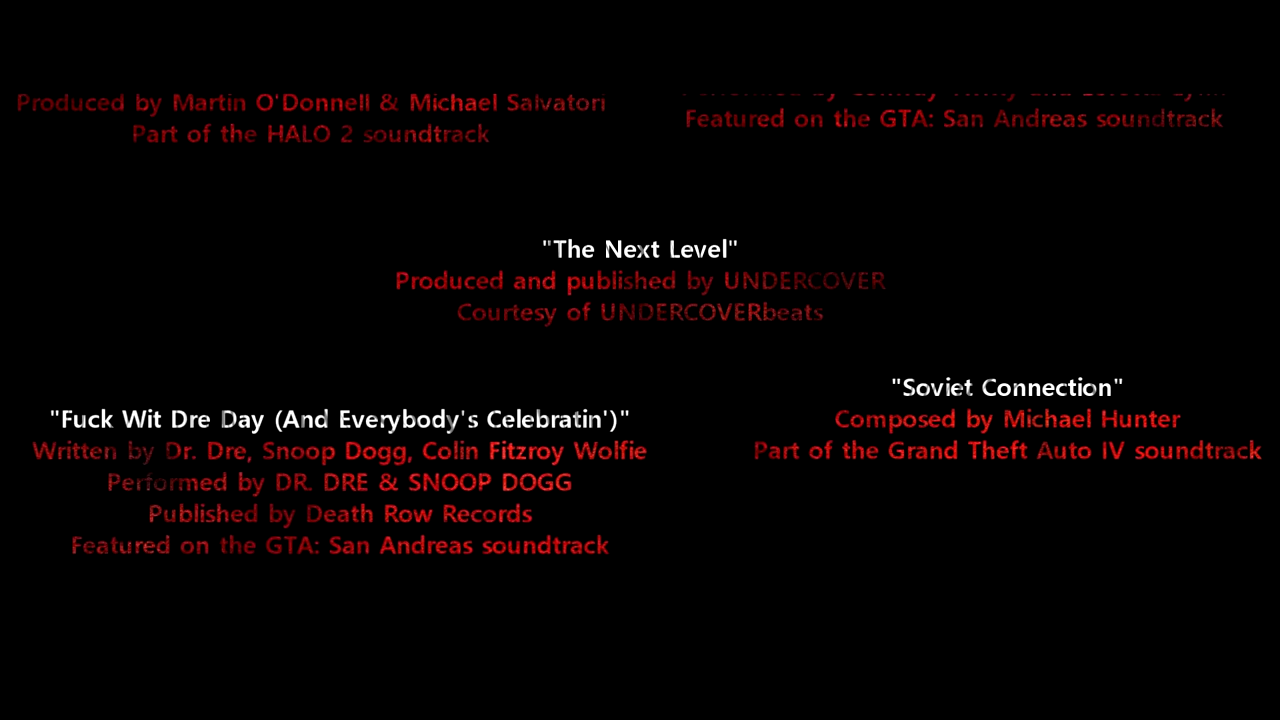 Produced by Martin O'Donnell & Michael Salvatori
Part of the HALO 2 soundtrack
Featured on the GTA: San Andreas soundtrack
"The Next Level"
Produced and published by UNDERCOVER
Courtesy of UNDERCOVERbeats
"Fuck Wit Dre Day (And Everybody's Celebratin')"
Written by Dr. Dre, Snoop Dogg, Colin Fitzroy Wolfie
Performed by DR. DRE & SNOOP DOGG
Published by Death Row Records
Featured on the GTA: San Andreas soundtrack
"Soviet Connection"
Composed by Michael Hunter
Part of the Grand Theft Auto IV soundtrack